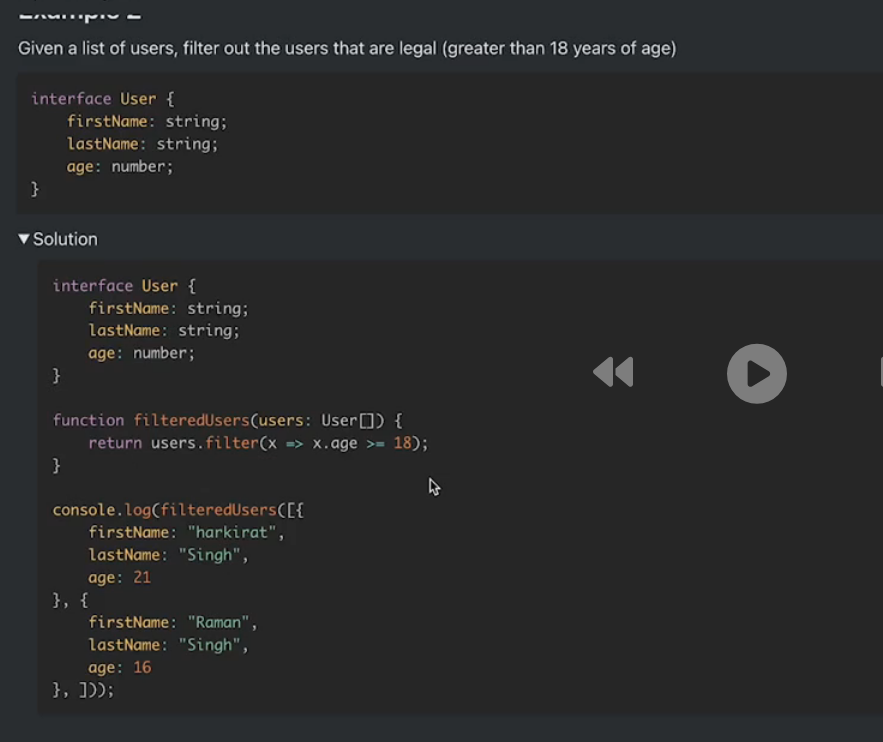 Example 2
Given a list of users, filter out the users that are legal (greater than 18 years of age)
interface User {
    firstName: string;
    lastName: string;
    age: number;
}
▼ Solution
interface User {
    firstName: string;
    lastName: string;
    age: number;
}

function filteredUsers(users: User[]) {
    return users.filter(x => x.age >= 18);
}

console.log(filteredUsers([{
    firstName: "harkirat",
    lastName: "Singh",
    age: 21
}, {
    firstName: "Raman",
    lastName: "Singh",
    age: 16
}, ]));